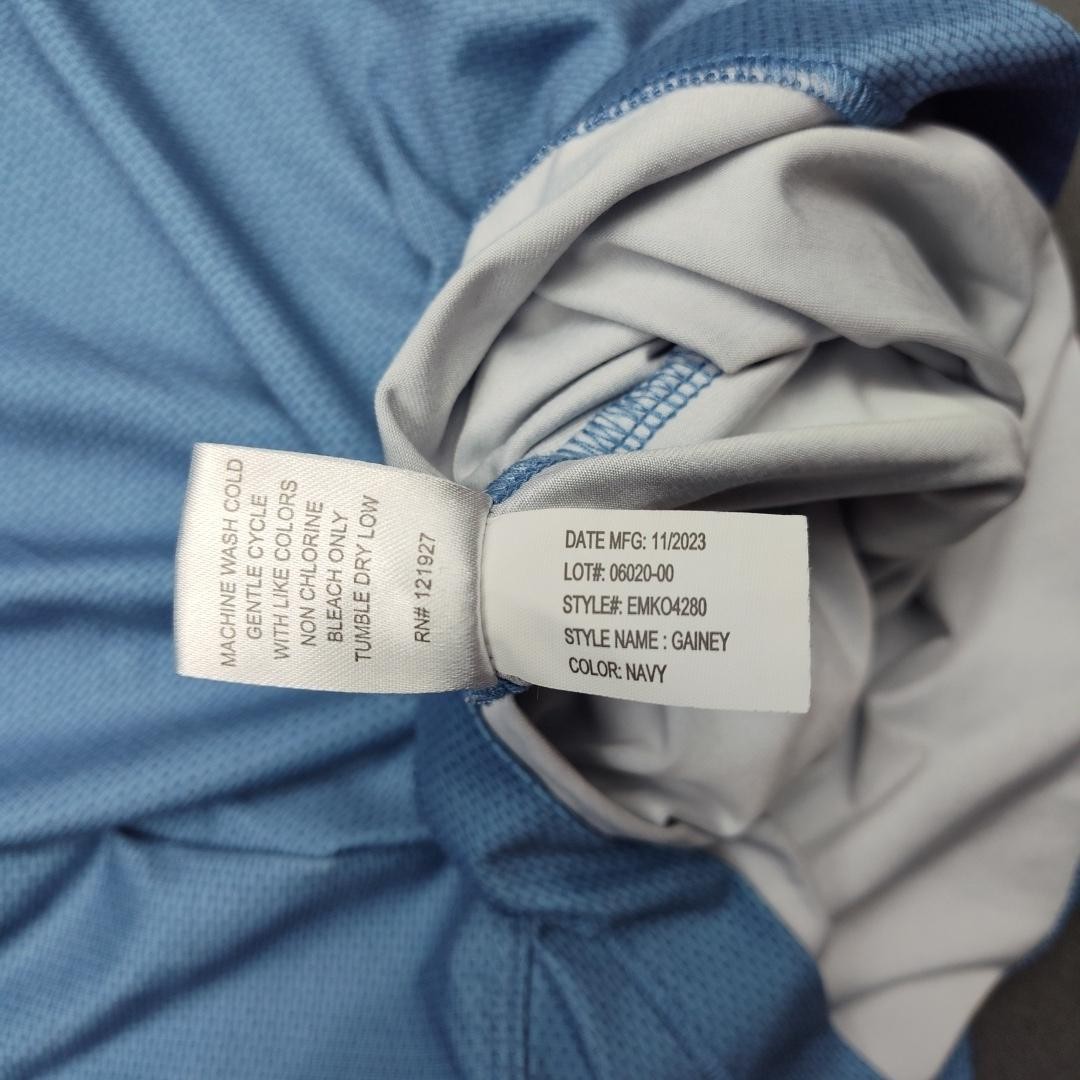 MACHINE WASH COLD
GENTLE CYCLE
WITH LIKE COLORS
NON CHLORINE
BLEACH ONLY
TUMBLE DRY LOW
RN# 121927
DATE MFG: 11/2023
LOT#: 06020-00
STYLE#: EMKO4280
STYLE NAME : GAINEY
COLOR: NAVY